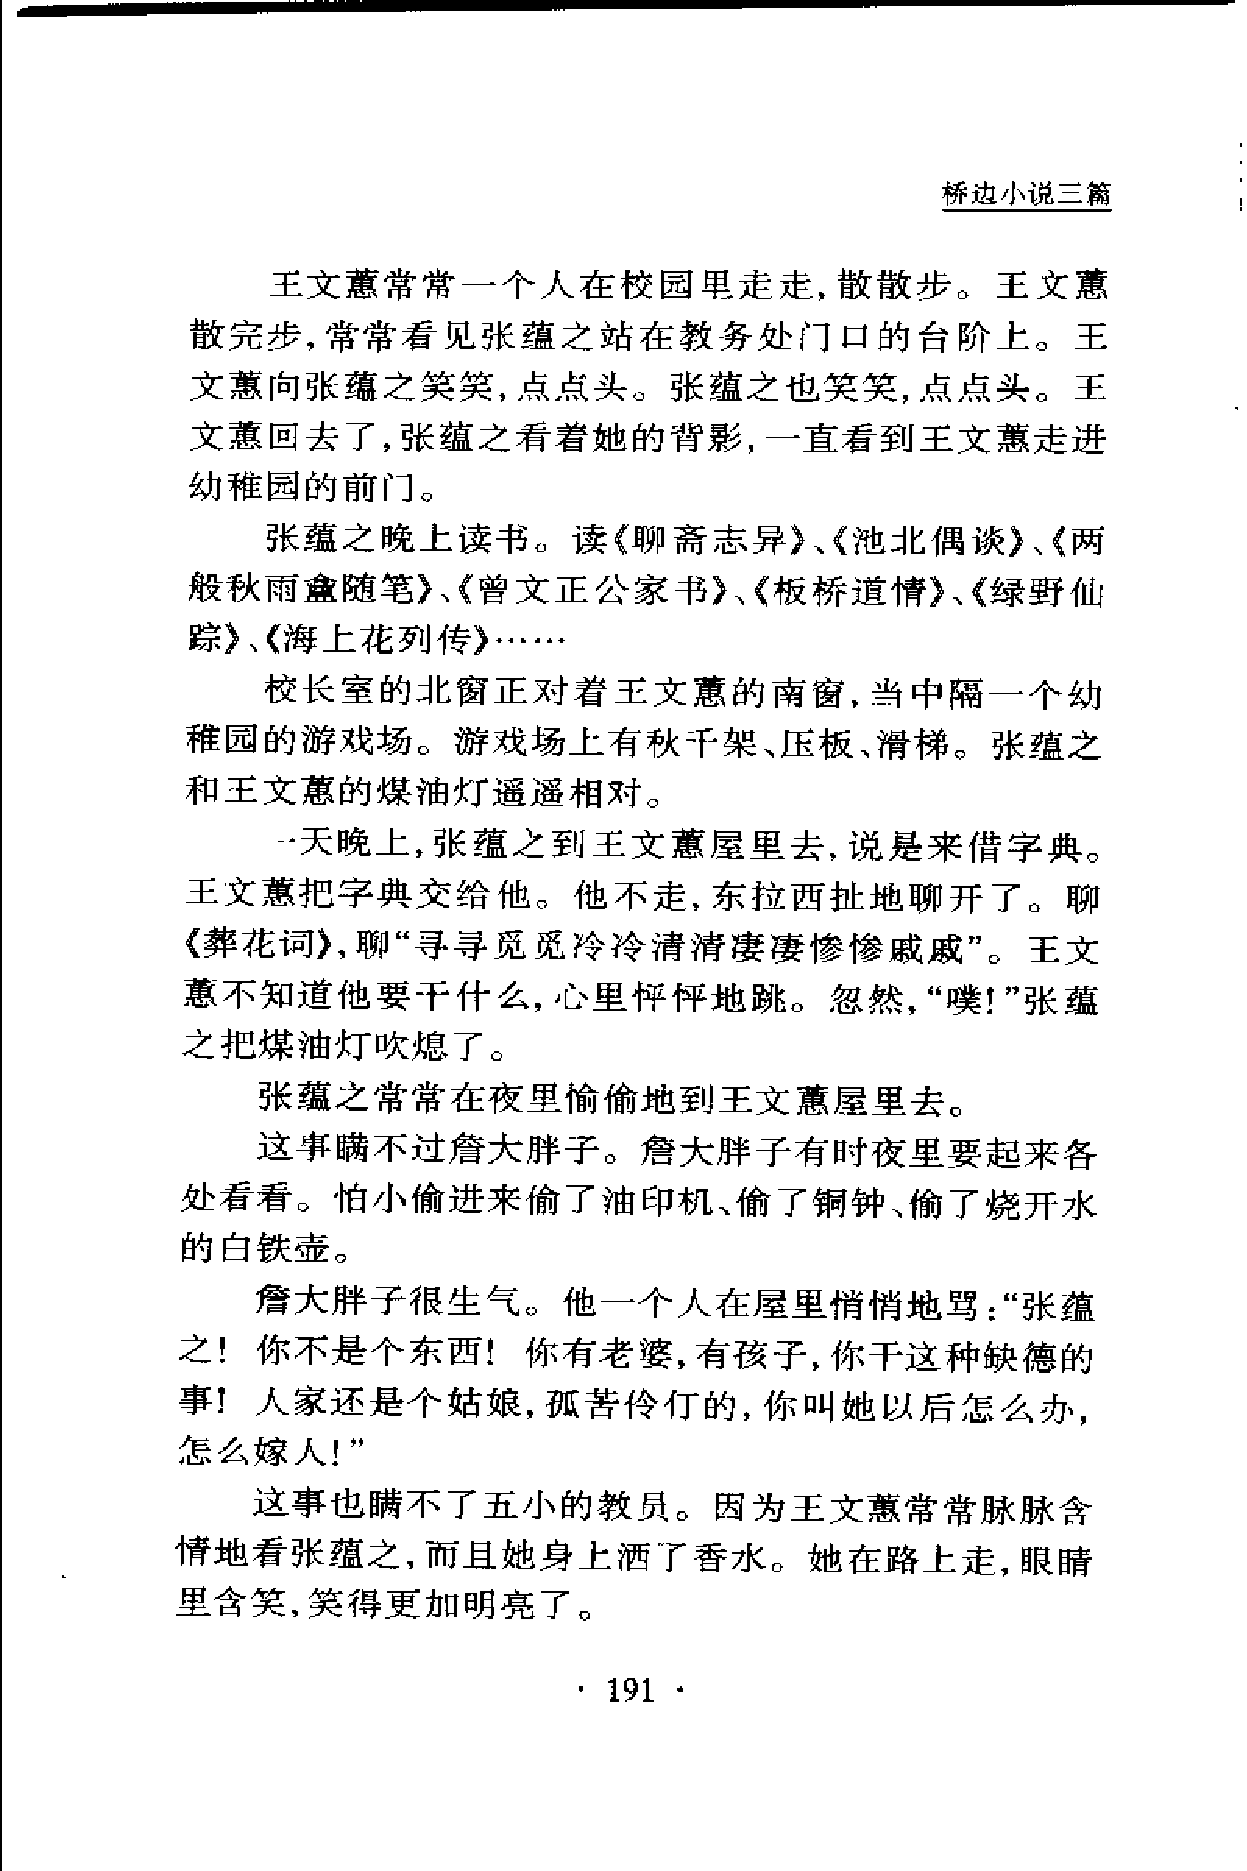 桥边小说三篇
王文蕙常常一个人在校园里走走,散散步。王文蕙
散完步,常常看见张蕴之站在教务处门口的台阶上。王
文蕙向张蕴之笑笑,点点头。张蕴之也笑笑,点点头。王
文蕙回去了,张蕴之看着她的背影,一直看到王文蕙走进
幼稚园的前门。
张蕴之晚上读书。读《聊斋志异》、《池北偶谈》、《两
般秋雨盦随笔》、《曾文正公家书》、《板桥道情》、《绿野仙
踪》、《海上花列传》……
校长室的北窗正对着王文蕙的南窗,当中隔一个幼
稚园的游戏场。游戏场上有秋千架、压板、滑梯。张蕴之
和王文蕙的煤油灯遥遥相对。
一天晚上,张蕴之到王文蕙屋里去,说是来借字典。
王文蕙把字典交给他。他不走,东拉西扯地聊开了。聊
《葬花词》,聊“寻寻觅觅冷冷清清凄凄惨惨戚戚”。王文
蕙不知道他要干什么,心里怦怦地跳。忽然,“噗!”张蕴
之把煤油灯吹熄了。
张蕴之常常在夜里偷偷地到王文蕙屋里去。
这事瞒不过詹大胖子。詹大胖子有时夜里要起来各
处看看。怕小偷进来偷了油印机、偷了铜钟、偷了烧开水
的白铁壶。
詹大胖子很生气。他一个人在屋里悄悄地骂:“张蕴
之!你不是个东西!你有老婆,有孩子,你干这种缺德的
事!人家还是个姑娘,孤苦伶仃的,你叫她以后怎么办,
怎么嫁人!”
这事也瞒不了五小的教员。因为王文蕙常常脉脉含
情地看张蕴之,而且她身上洒了香水。她在路上走,眼睛
里含笑,笑得更加明亮了。
· 191 ·